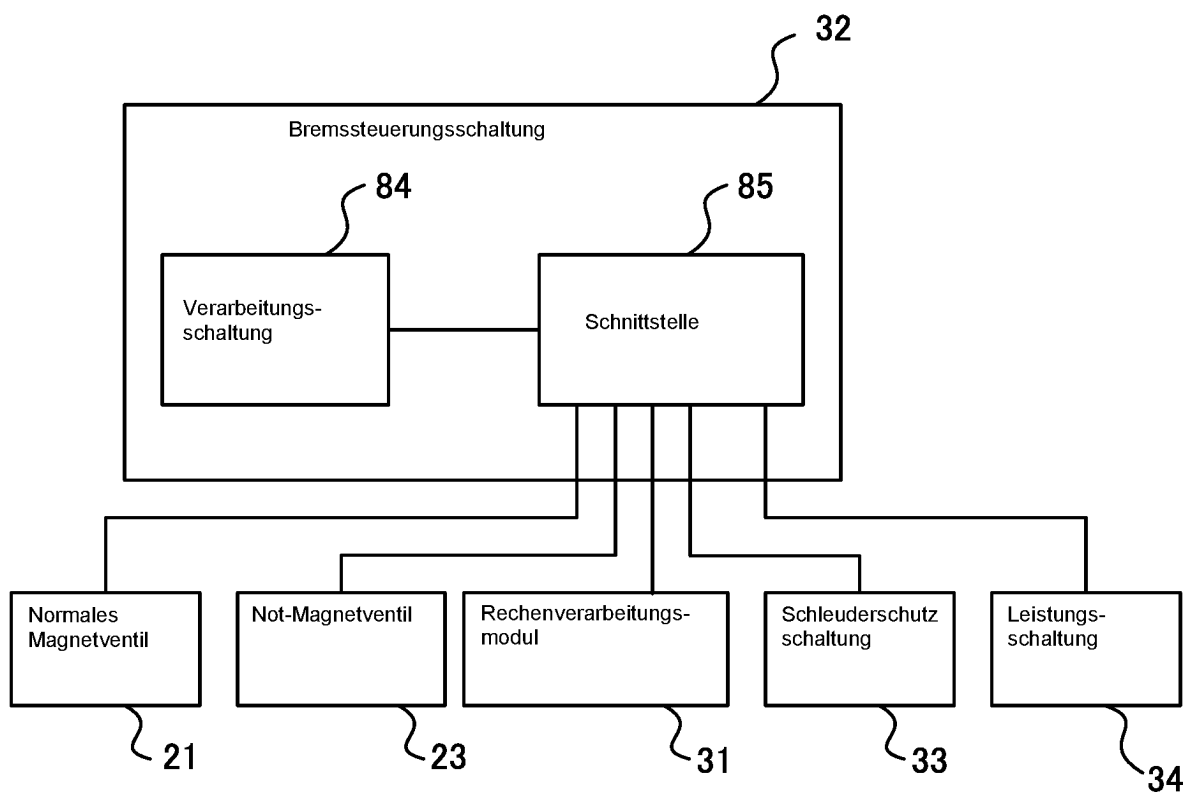 32
Bremssteuerungsschaltung
84
85
Verarbeitungs-
schaltung
Schnittstelle
Normales
Magnetventil
Not-Magnetventil
Rechenverarbeitungs-
modul
Schleuderschutz
schaltung
Leistungs-
schaltung
21
23
31
33
34